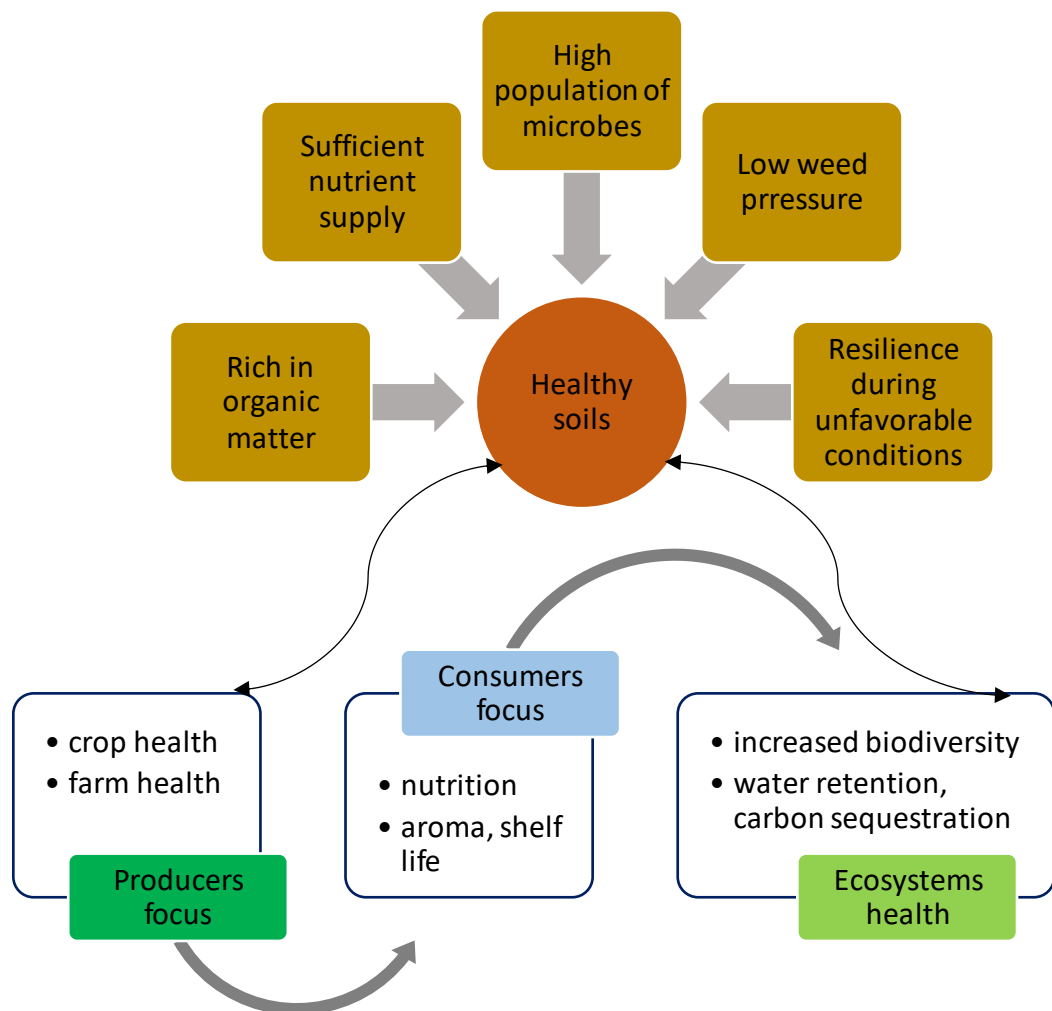 High
population of
microbes
Sufficient
nutrient
supply
Low weed
prressure
Rich in
organic
matter
Healthy
soils
Resilience
during
unfavorable
conditions
Consumers
focus
• crop health
• farm health
• nutrition
• aroma, shelf
life
• increased biodiversity
• water retention,
carbon sequestration
Producers
focus
Ecosystems
health